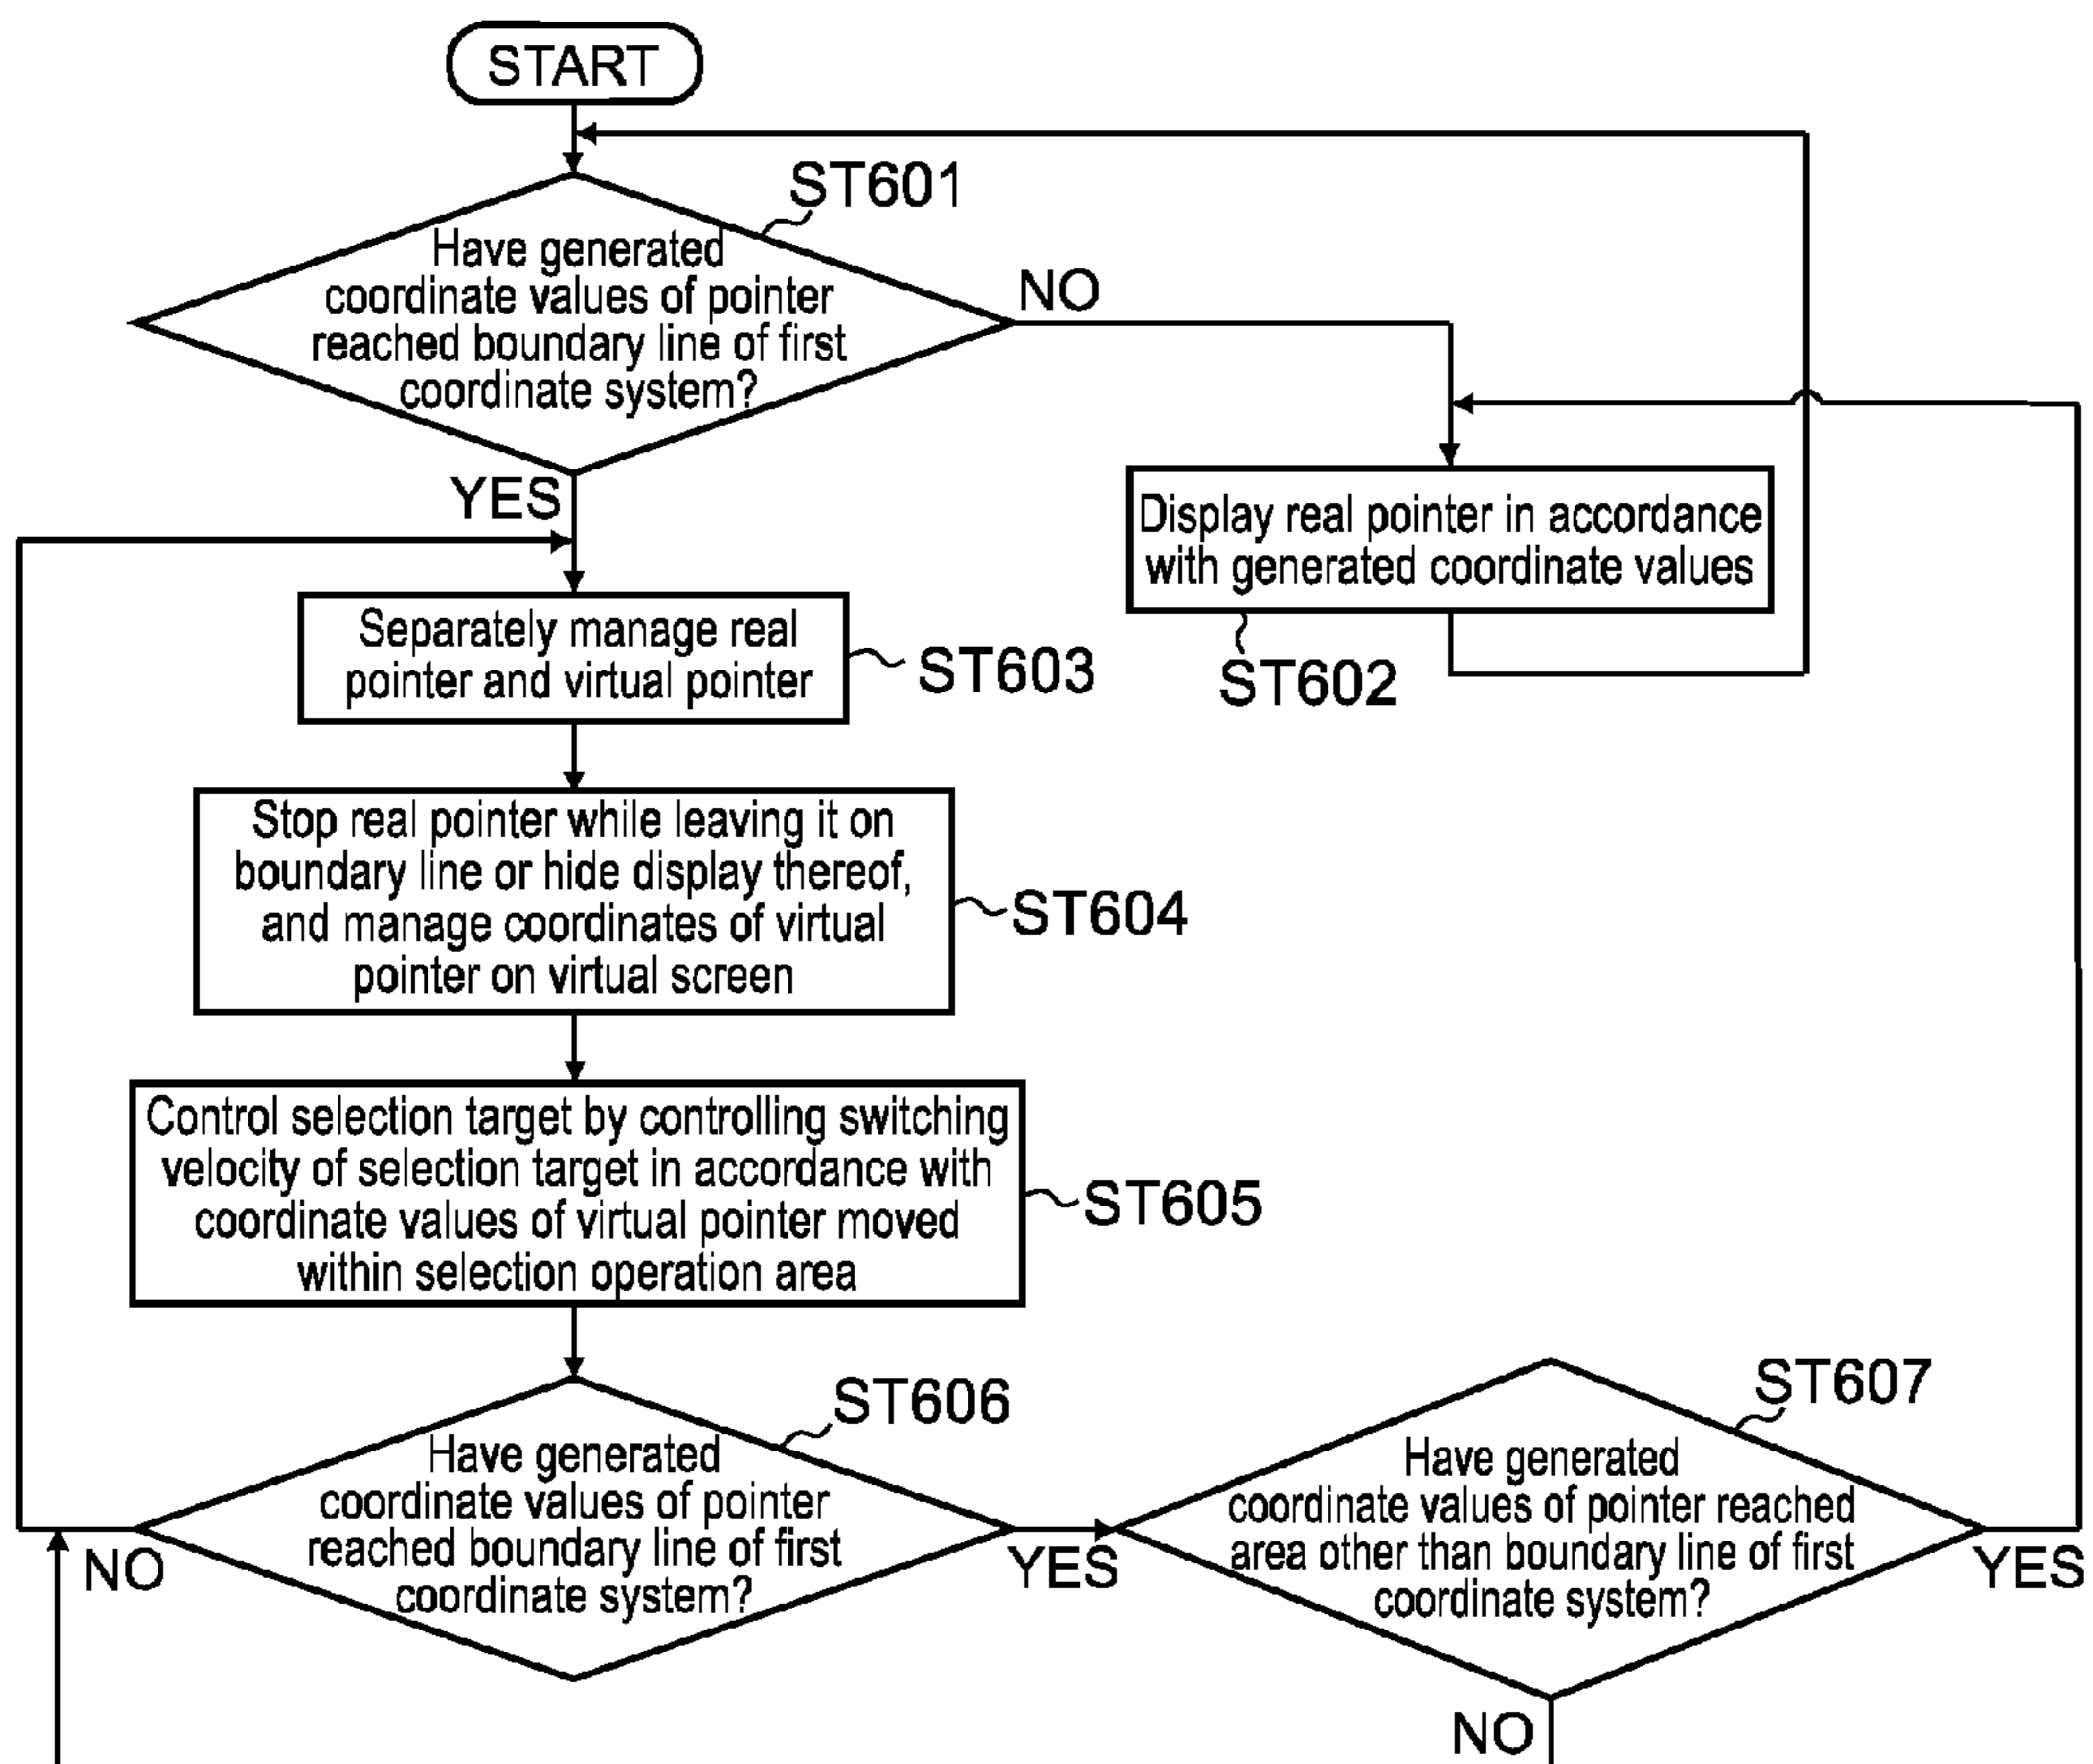 START
ST601
Have generated
coordinate values of pointer
reached boundary line of first
coordinate system?
NO
YES
Display real pointer in accordance
with generated coordinate values
ST602
Separately manage real
pointer and virtual pointer
ST603
Stop real pointer while leaving it on
boundary line or hide display thereof,
and manage coordinates of virtual
pointer on virtual screen
ST604
Control selection target by controlling switching
velocity of selection target in accordance with
coordinate values of virtual pointer moved
within selection operation area
ST605
ST606
Have generated
coordinate values of pointer
reached boundary line of first
coordinate system?
NO
YES
ST607
Have generated
coordinate values of pointer reached
area other than boundary line of first
coordinate system?
YES
NO